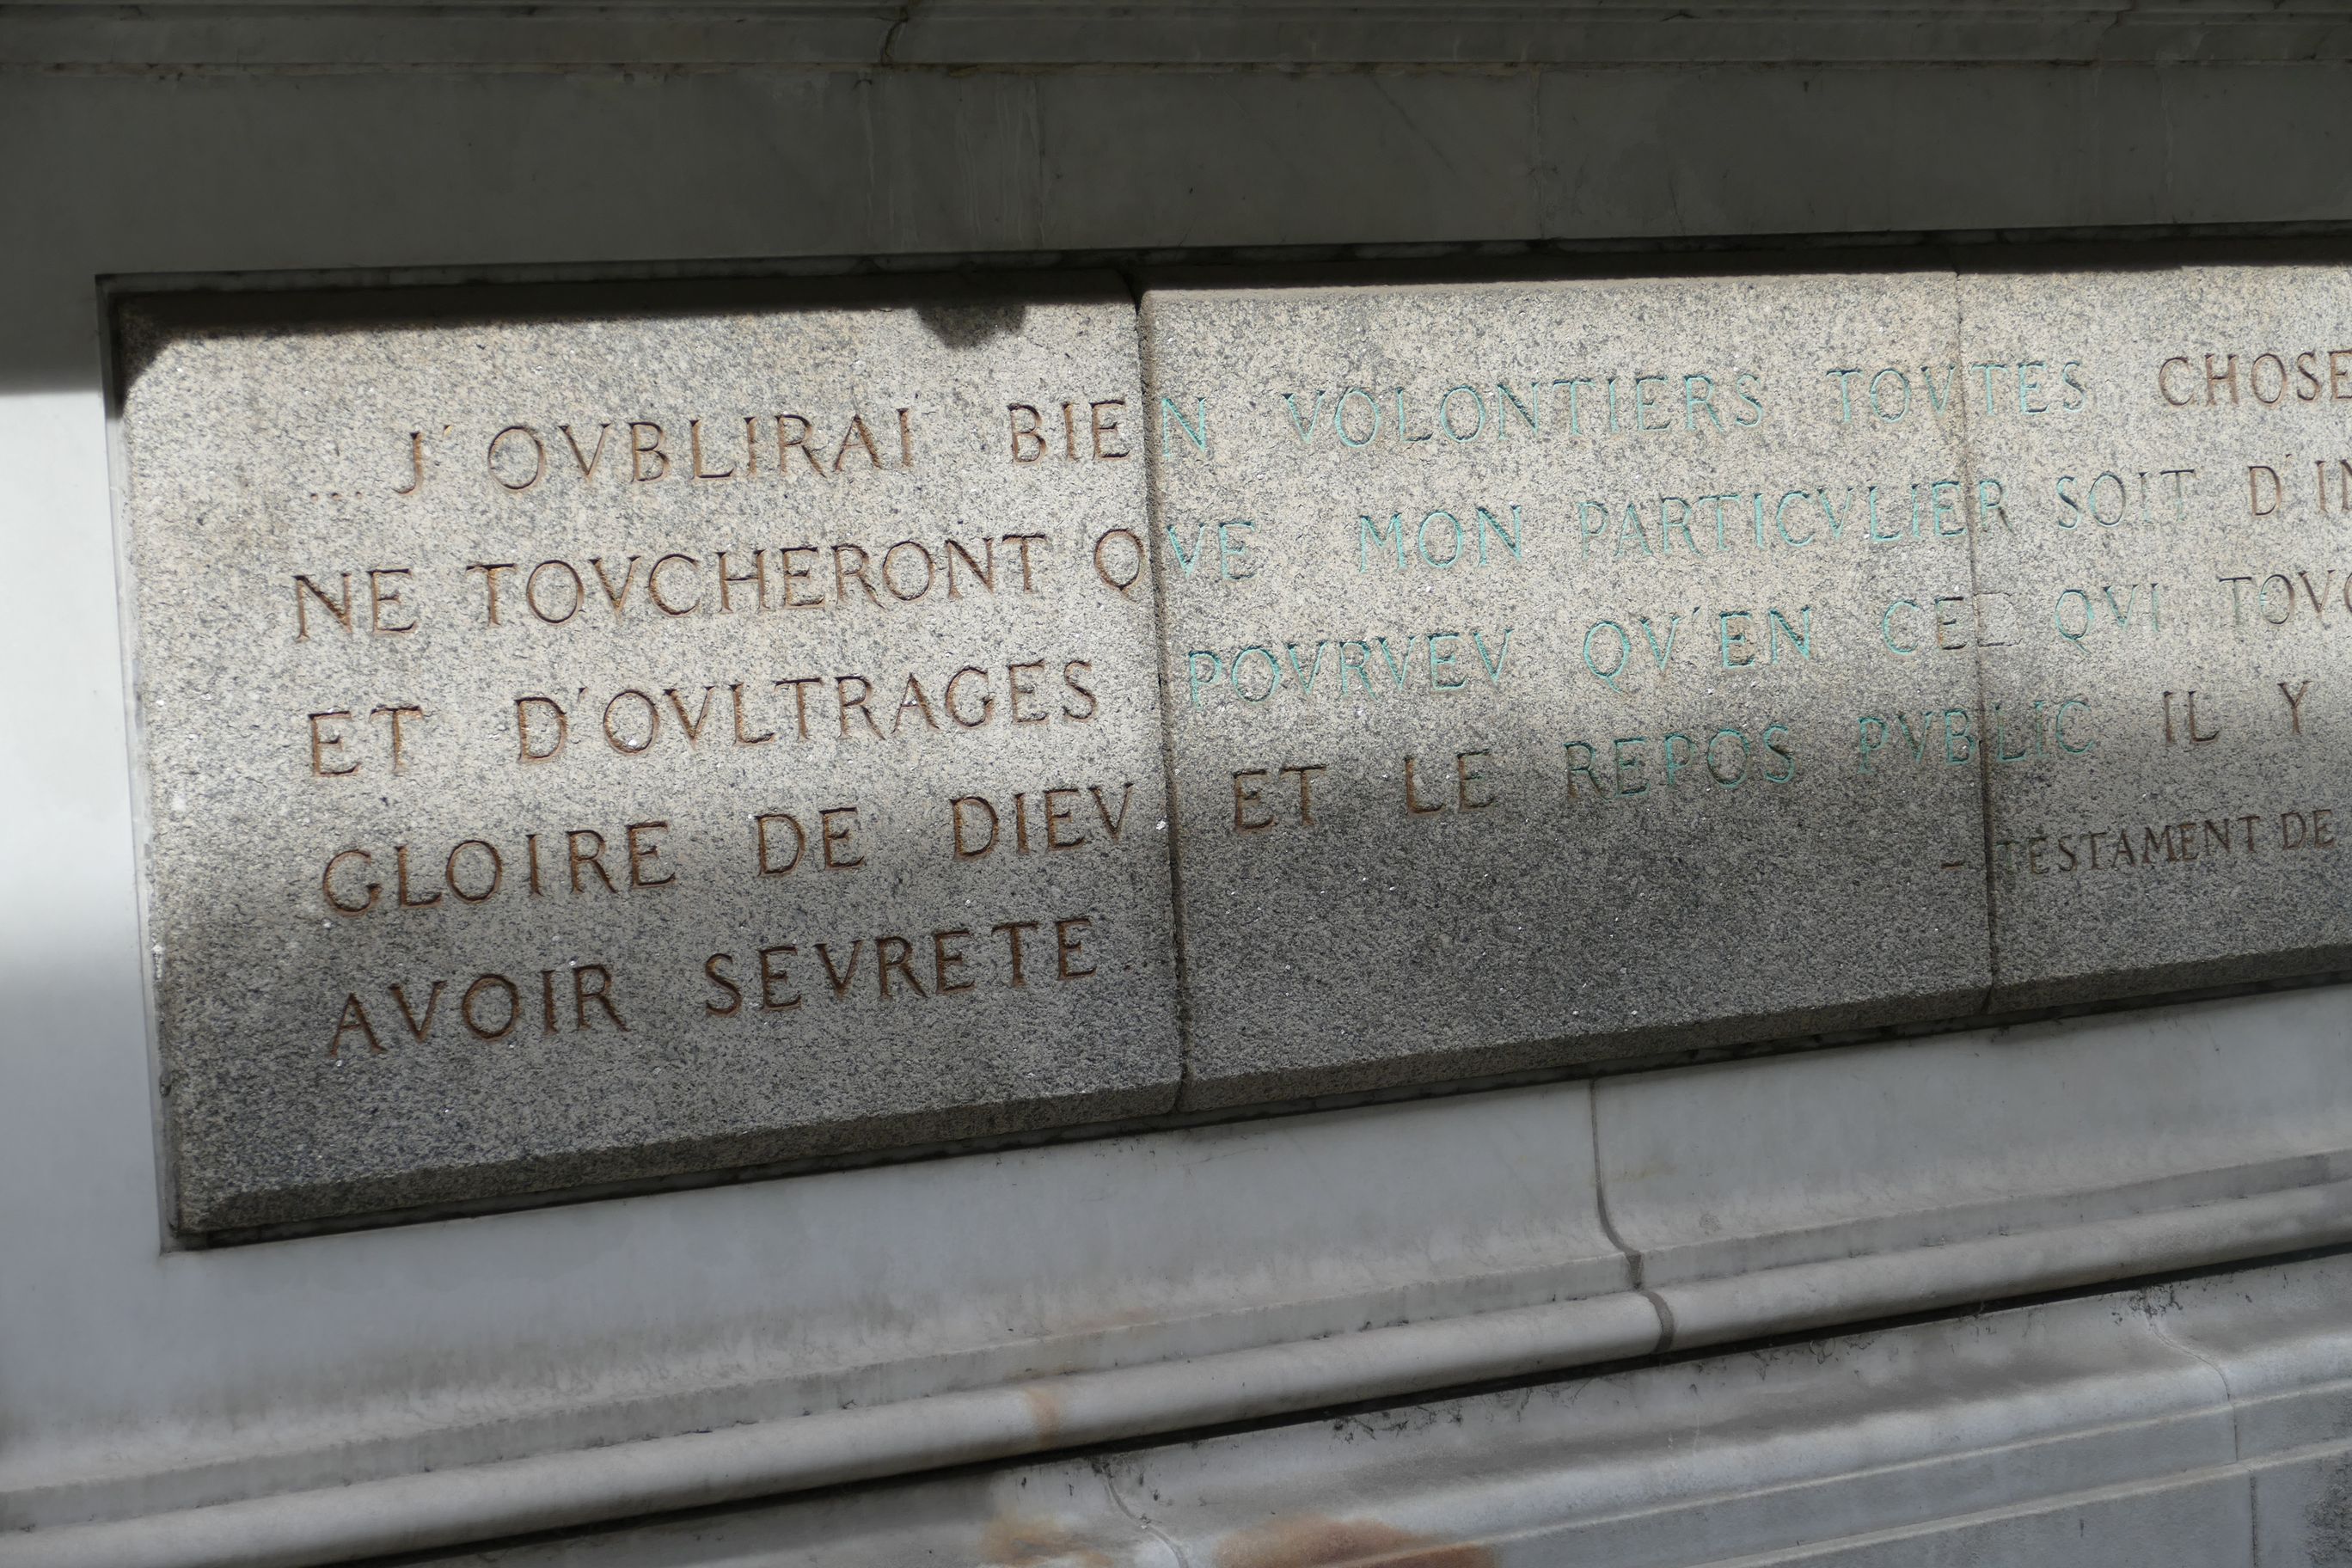 ... J'OVBLIRAI BIEN VOLONTIERS TOVTES CHOSE
NE TOVCHERONT QVE MON PARTICVLIER SOIT D'IN
ET D'OVLTRAGES POVRVEV QV'EN CE QVI TOVC
GLOIRE DE DIEV ET LE REPOS PVBLIC IL Y
AVOIR SEVRETE...
- TESTAMENT DE